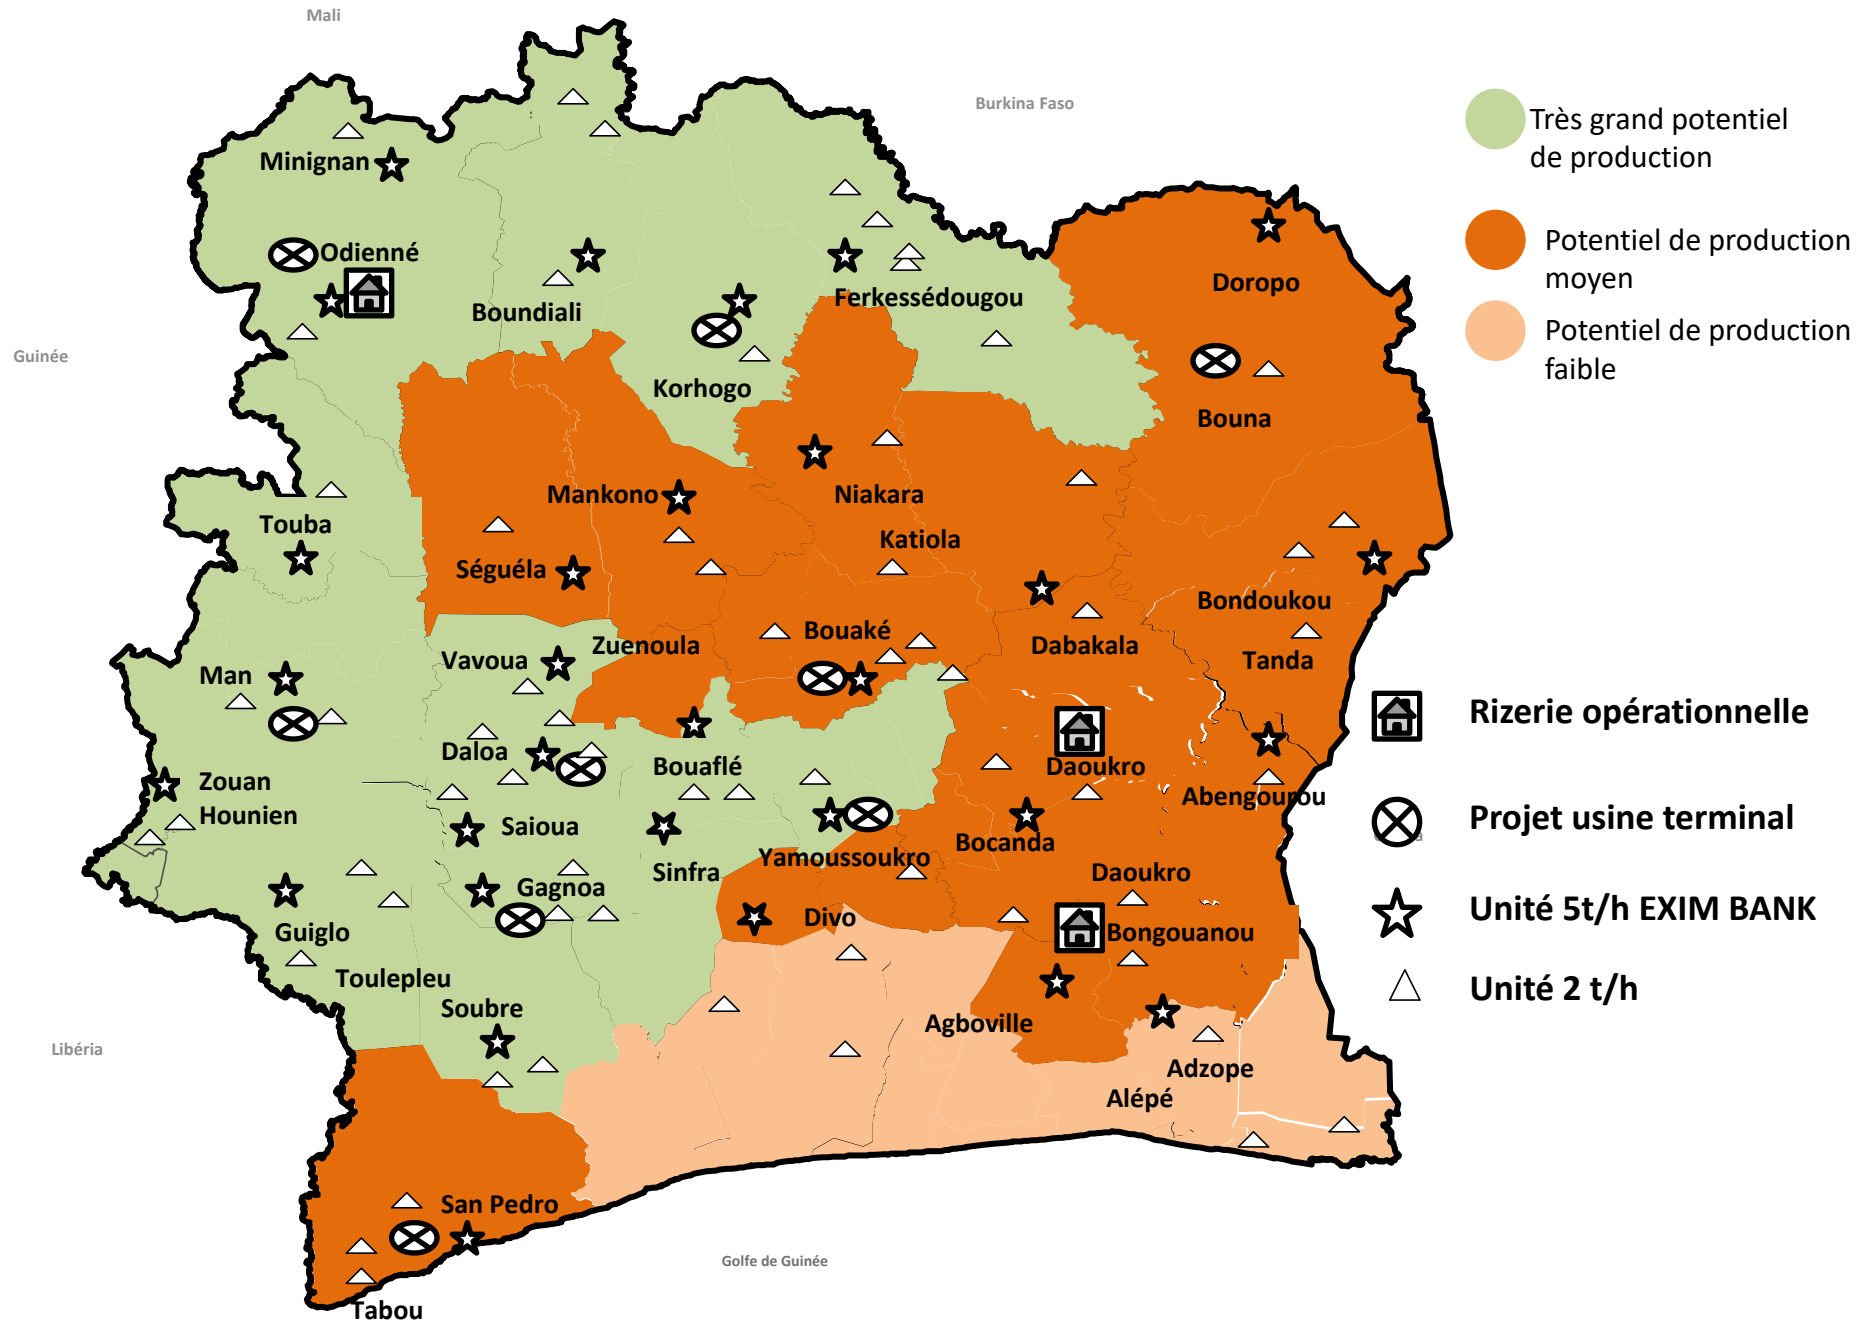 Mali
Burkina Faso
Très grand potentiel
de production
Minignan
Potentiel de production
moyen
Odienné
Doropo
Boundiali
Ferkessédougou
Potentiel de production
faible
Guinée
Korhogo
Bouna
Mankono
Niakara
Touba
Katiola
Séguéla
Bondoukou
Zuenoula
Bouaké
Dabakala
Tanda
Vavoua
Man
Rizerie opérationnelle
Daloa
Bouaflé
Daoukro
Zouan
Hounien
Abengourou
Saioua
Projet usine terminal
Bocanda
Yamoussoukro
Sinfra
Daoukro
Gagnoa
Unité 5t/h EXIM BANK
Divo
Guiglo
Bongouanou
Toulepleu
Unité 2 t/h
Soubre
Agboville
Libéria
Adzope
Alépé
San Pedro
Golfe de Guinée
Tabou